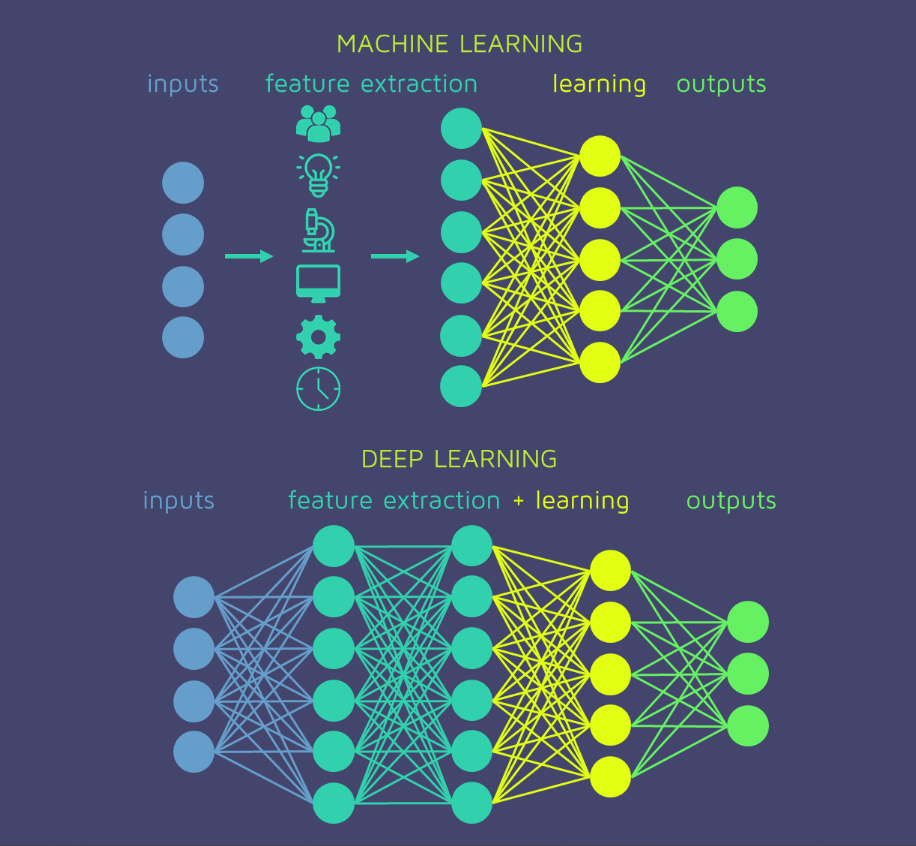 MACHINE LEARNING
inputs feature extraction learning outputs
DEEP LEARNING
inputs feature extraction + learning outputs